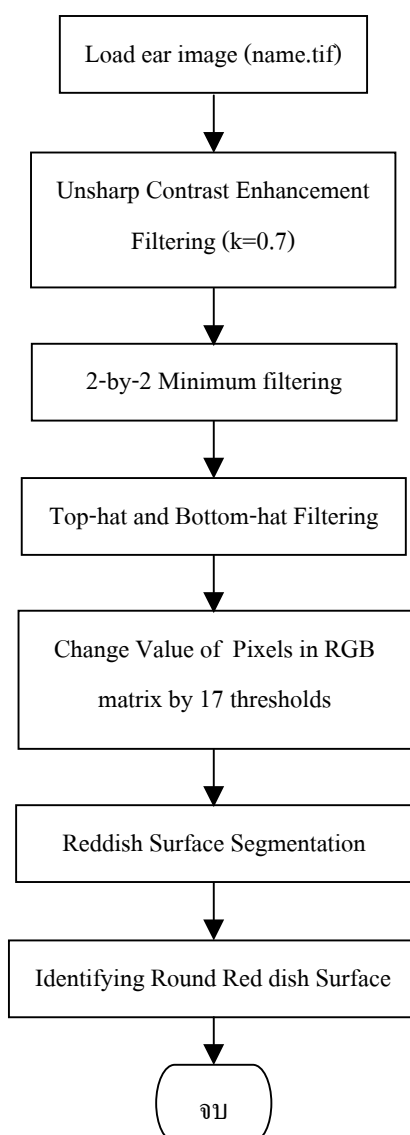 Load ear image (name.tif)
Unsharp Contrast Enhancement
Filtering (k=0.7)
2-by-2 Minimum filtering
Top-hat and Bottom-hat Filtering
Change Value of Pixels in RGB
matrix by 17 thresholds
Reddish Surface Segmentation
Identifying Round Red dish Surface
จบ